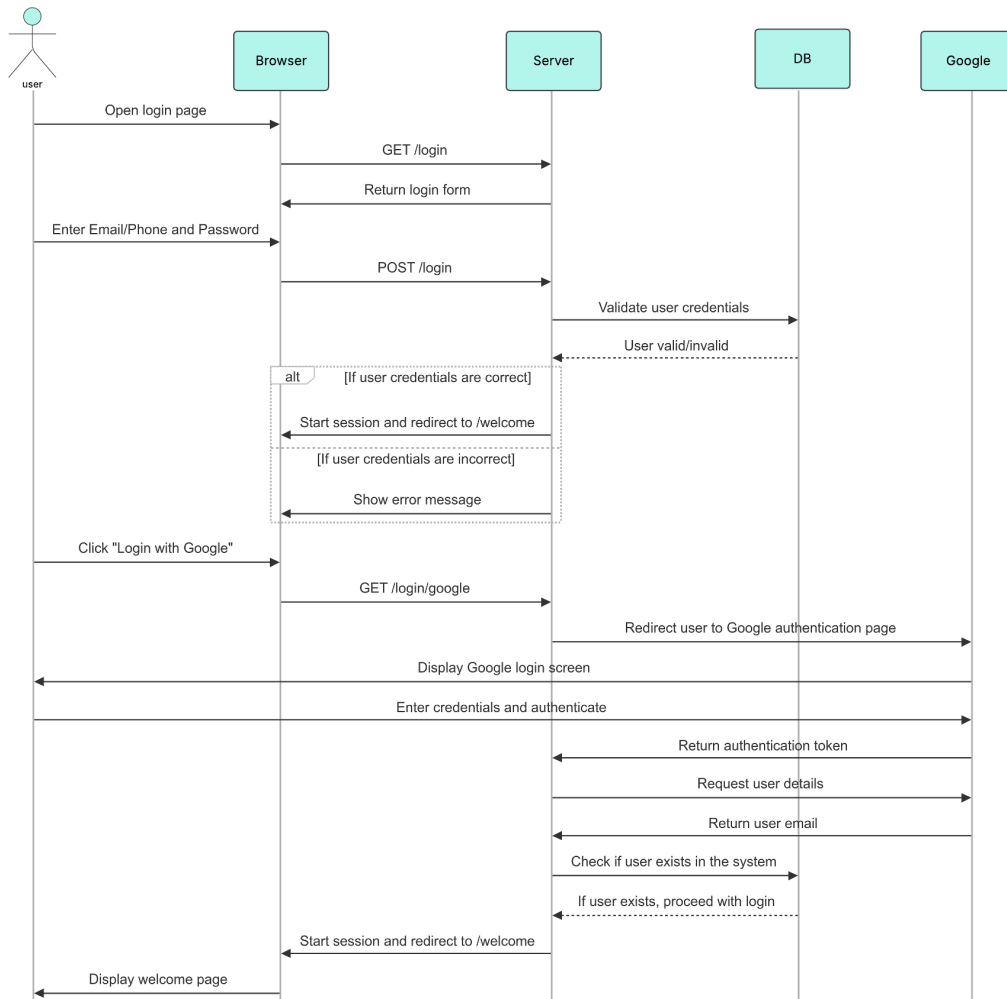 user
Browser
Server
DB
Google
Open login page
GET /login
Return login form
Enter Email/Phone and Password
POST /login
Validate user credentials
User valid/invalid
alt
[If user credentials are correct]
Start session and redirect to /welcome
[If user credentials are incorrect]
Show error message
Click "Login with Google"
GET /login/google
Redirect user to Google authentication page
Display Google login screen
Enter credentials and authenticate
Return authentication token
Request user details
Return user email
Check if user exists in the system
If user exists, proceed with login
Start session and redirect to /welcome
Display welcome page